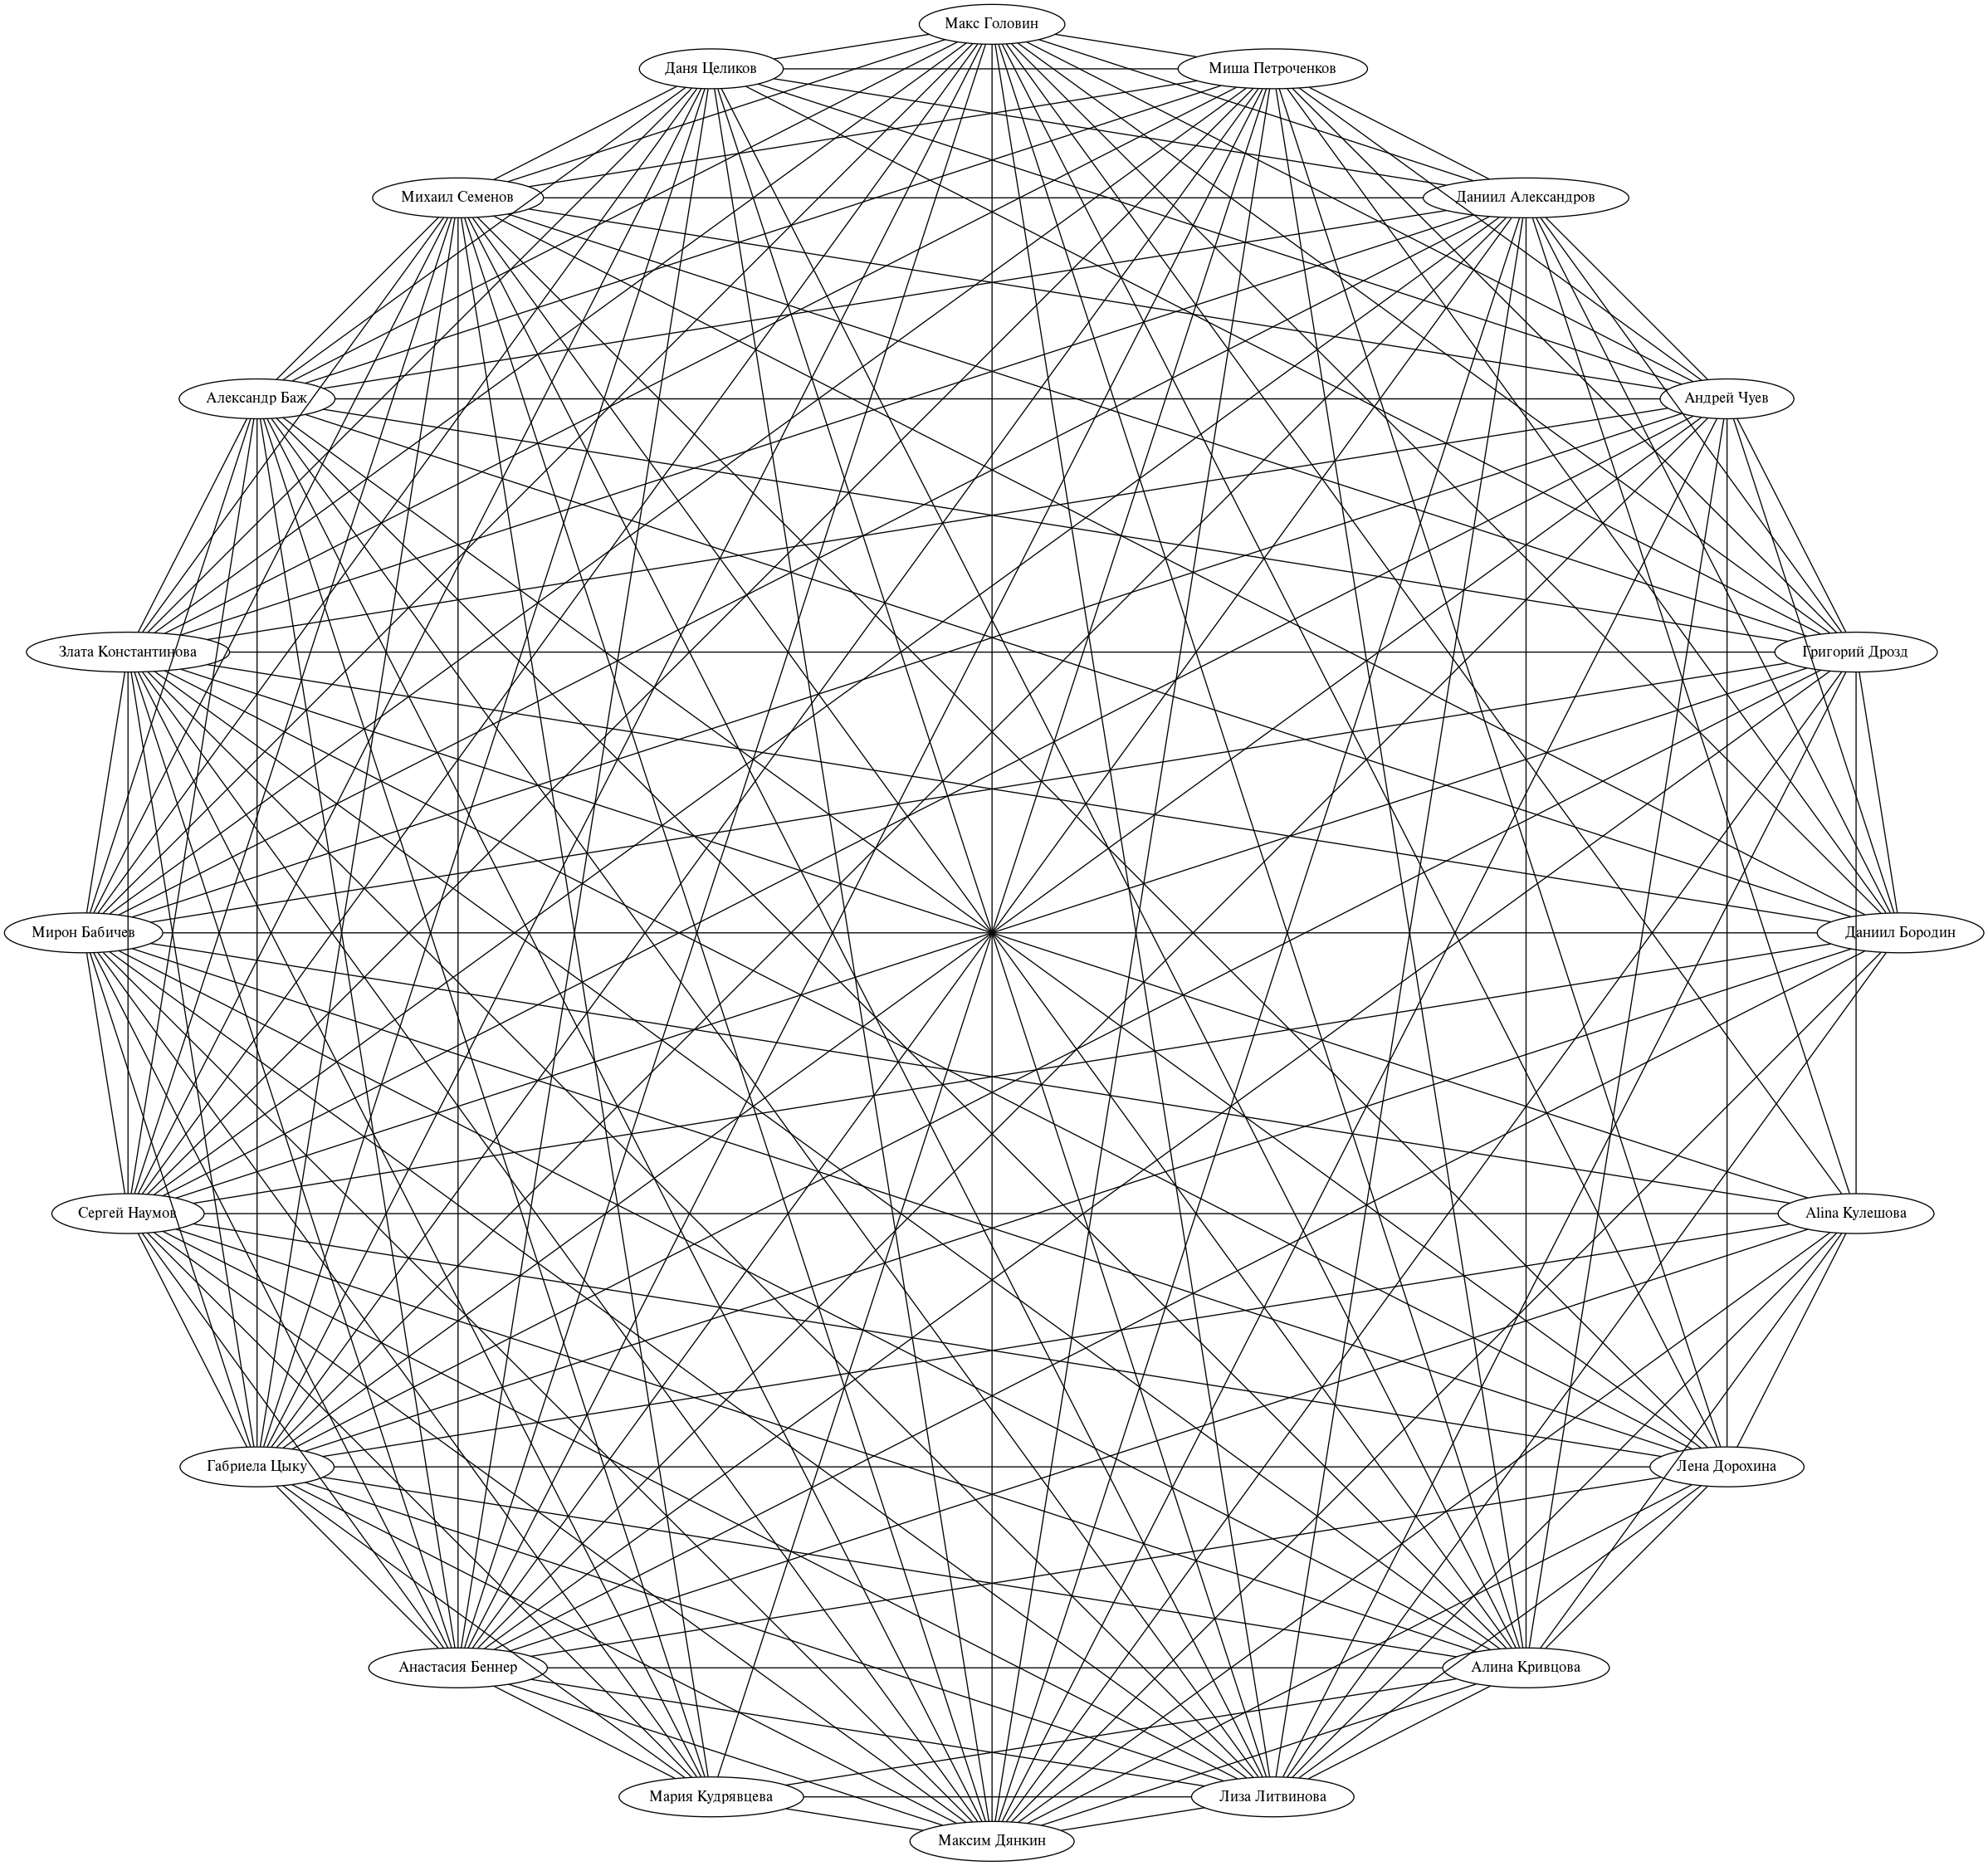 Макс Головин
Даня Целиков
Миша Петроченков
Михаил Семенов
Даниил Александров
Александр Баж
Андрей Чуев
Злата Константинова
Григорий Дрозд
Мирон Бабичев
Даниил Бородин
Сергей Наумов
Alina Кулешова
Габриела Цыку
Лена Дорохина
Анастасия Беннер
Алина Кривцова
Мария Кудрявцева
Лиза Литвинова
Максим Дянкин